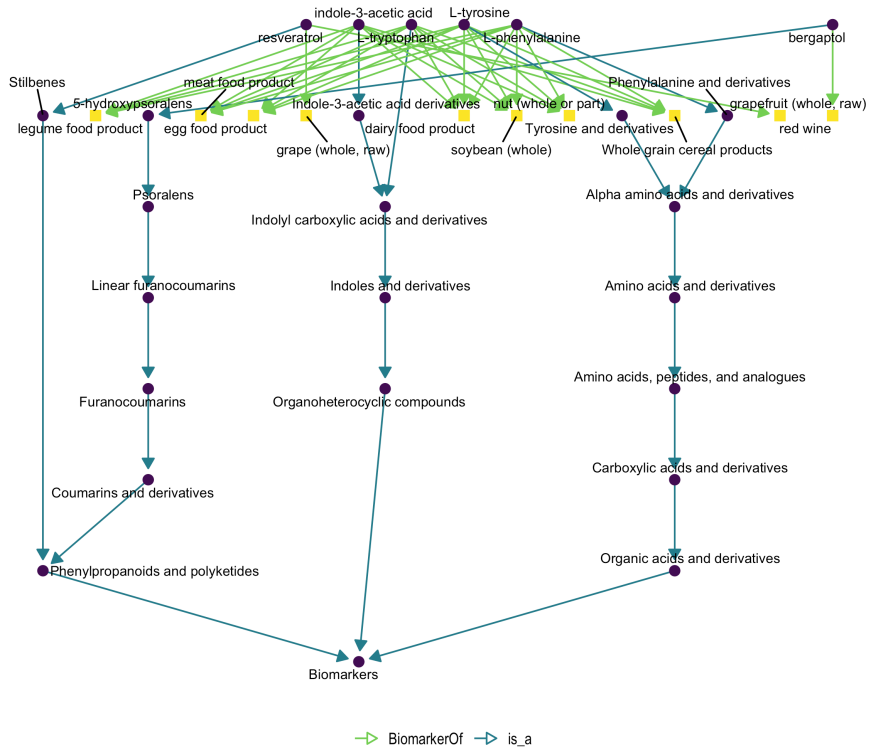 indole-3-acetic acid
L-tyrosine
resveratrol
L-tryptophan
L-phenylalanine
bergaptol
Stilbenes
meat food product
Phenylalanine and derivatives
5-hydroxypsoralens
Indole-3-acetic acid derivatives
nut (whole or part)
grapefruit (whole, raw)
legume food product
egg food product
dairy food product
Tyrosine and derivatives
red wine
grape (whole, raw)
soybean (whole)
Whole grain cereal products
Psoralens
Alpha amino acids and derivatives
Indolyl carboxylic acids and derivatives
Linear furanocoumarins
Indoles and derivatives
Amino acids and derivatives
Amino acids, peptides, and analogues
Furanocoumarins
Organoheterocyclic compounds
Carboxylic acids and derivatives
Coumarins and derivatives
Organic acids and derivatives
Phenylpropanoids and polyketides
Biomarkers
BiomarkerOf
is_a